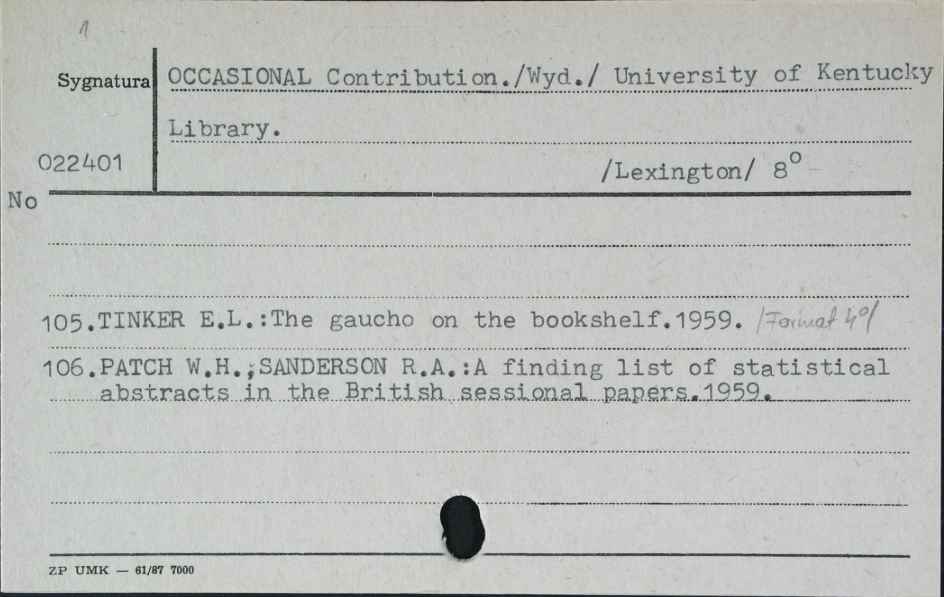 1
Sygnatura OCCASIONAL Contribution./Wyd./ University of Kentucky
Library.
022401 /Lexington/ 8°
No
105.TINKER E.L.:The gaucho on the bookshelf.1959. /Format 4°/
106.PATCH W.H.;SANDERSON R.A.:A finding list of statistical
abstracts in the British sessional papers.1959.
ZP UMK — 61/87 7000